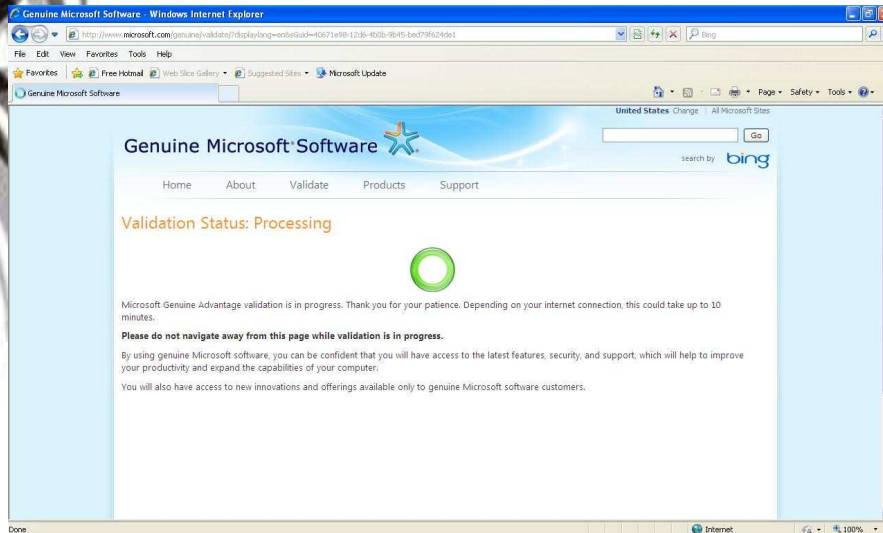 Genuine Microsoft Software - Windows Internet Explorer
http://www.microsoft.com/genuine/validate/?displaylang=en&sGuid=40671e98-12d6-4b0b-9b45-bed79f624de1
Bing
File Edit View Favorites Tools Help
Favorites Free Hotmail Web Slice Gallery Suggested Sites Microsoft Update
Genuine Microsoft Software
Page Safety Tools
United States Change All Microsoft Sites
Genuine Microsoft Software
Go
search by bing
Home About Validate Products Support
Validation Status: Processing
Microsoft Genuine Advantage validation is in progress. Thank you for your patience. Depending on your internet connection, this could take up to 10
minutes.
Please do not navigate away from this page while validation is in progress.
By using genuine Microsoft software, you can be confident that you will have access to the latest features, security, and support, which will help to improve
your productivity and expand the capabilities of your computer.
You will also have access to new innovations and offerings available only to genuine Microsoft software customers.
Done Internet 100%